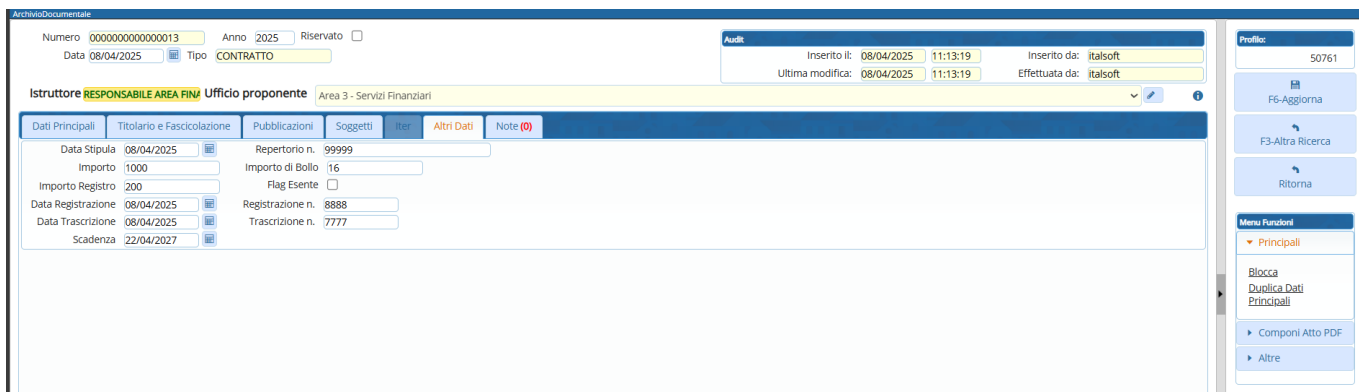 ArchivioDocumentale
Numero 0000000000000013 Anno 2025 Riservato
Data 08/04/2025 Tipo CONTRATTO
Audit
Inserito il: 08/04/2025 11:13:19 Inserito da: italsoft
Ultima modifica: 08/04/2025 11:13:19 Effettuata da: italsoft
Istruttore RESPONSABILE AREA FINA Ufficio proponente Area 3 - Servizi Finanziari
Dati Principali Titolario e Fascicolazione Pubblicazioni Soggetti Iter Altri Dati Note (0)
Data Stipula 08/04/2025 Repertorio n. 99999
Importo 1000 Importo di Bollo 16
Importo Registro 200 Flag Esente
Data Registrazione 08/04/2025 Registrazione n. 8888
Data Trascrizione 08/04/2025 Trascrizione n. 7777
Scadenza 22/04/2027
Profilo:
50761
F6-Aggiorna
F3-Altra Ricerca
Ritorna
Menu Funzioni
Principali
Blocca
Duplica Dati
Principali
Componi Atto PDF
Altre